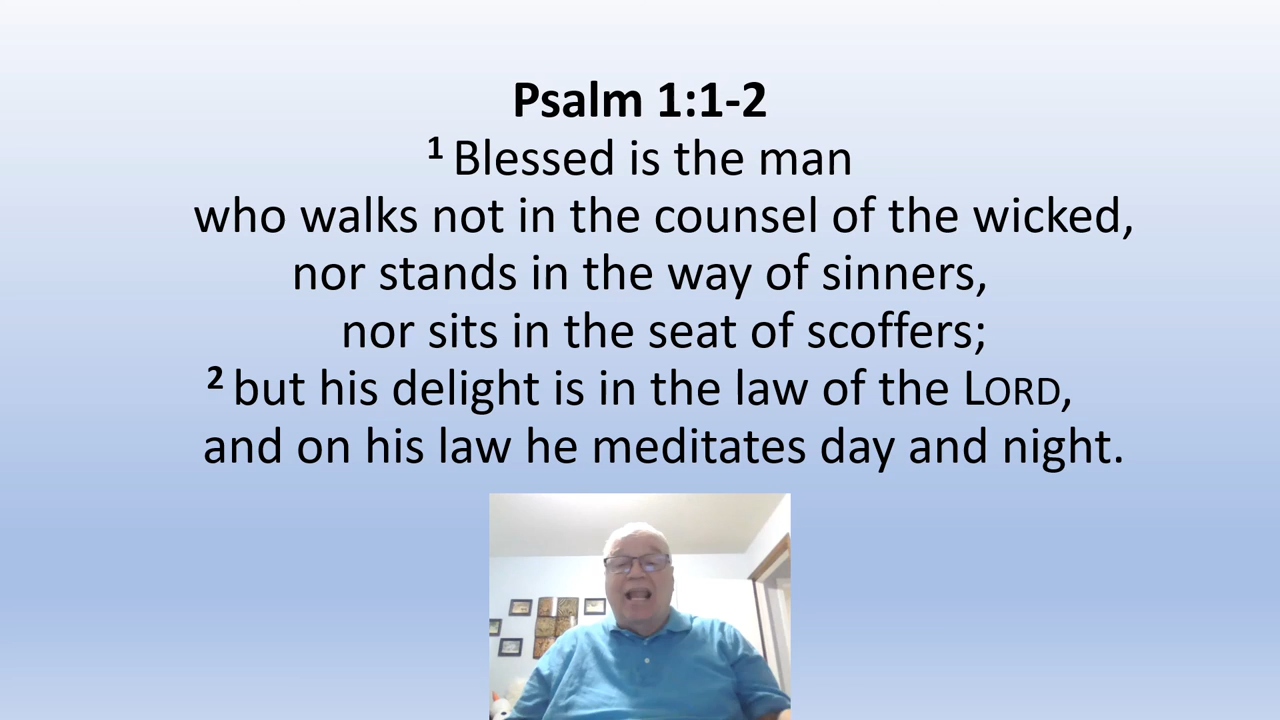 Psalm 1:1-2
1 Blessed is the man
who walks not in the counsel of the wicked,
nor stands in the way of sinners,
nor sits in the seat of scoffers;
2 but his delight is in the law of the LORD,
and on his law he meditates day and night.